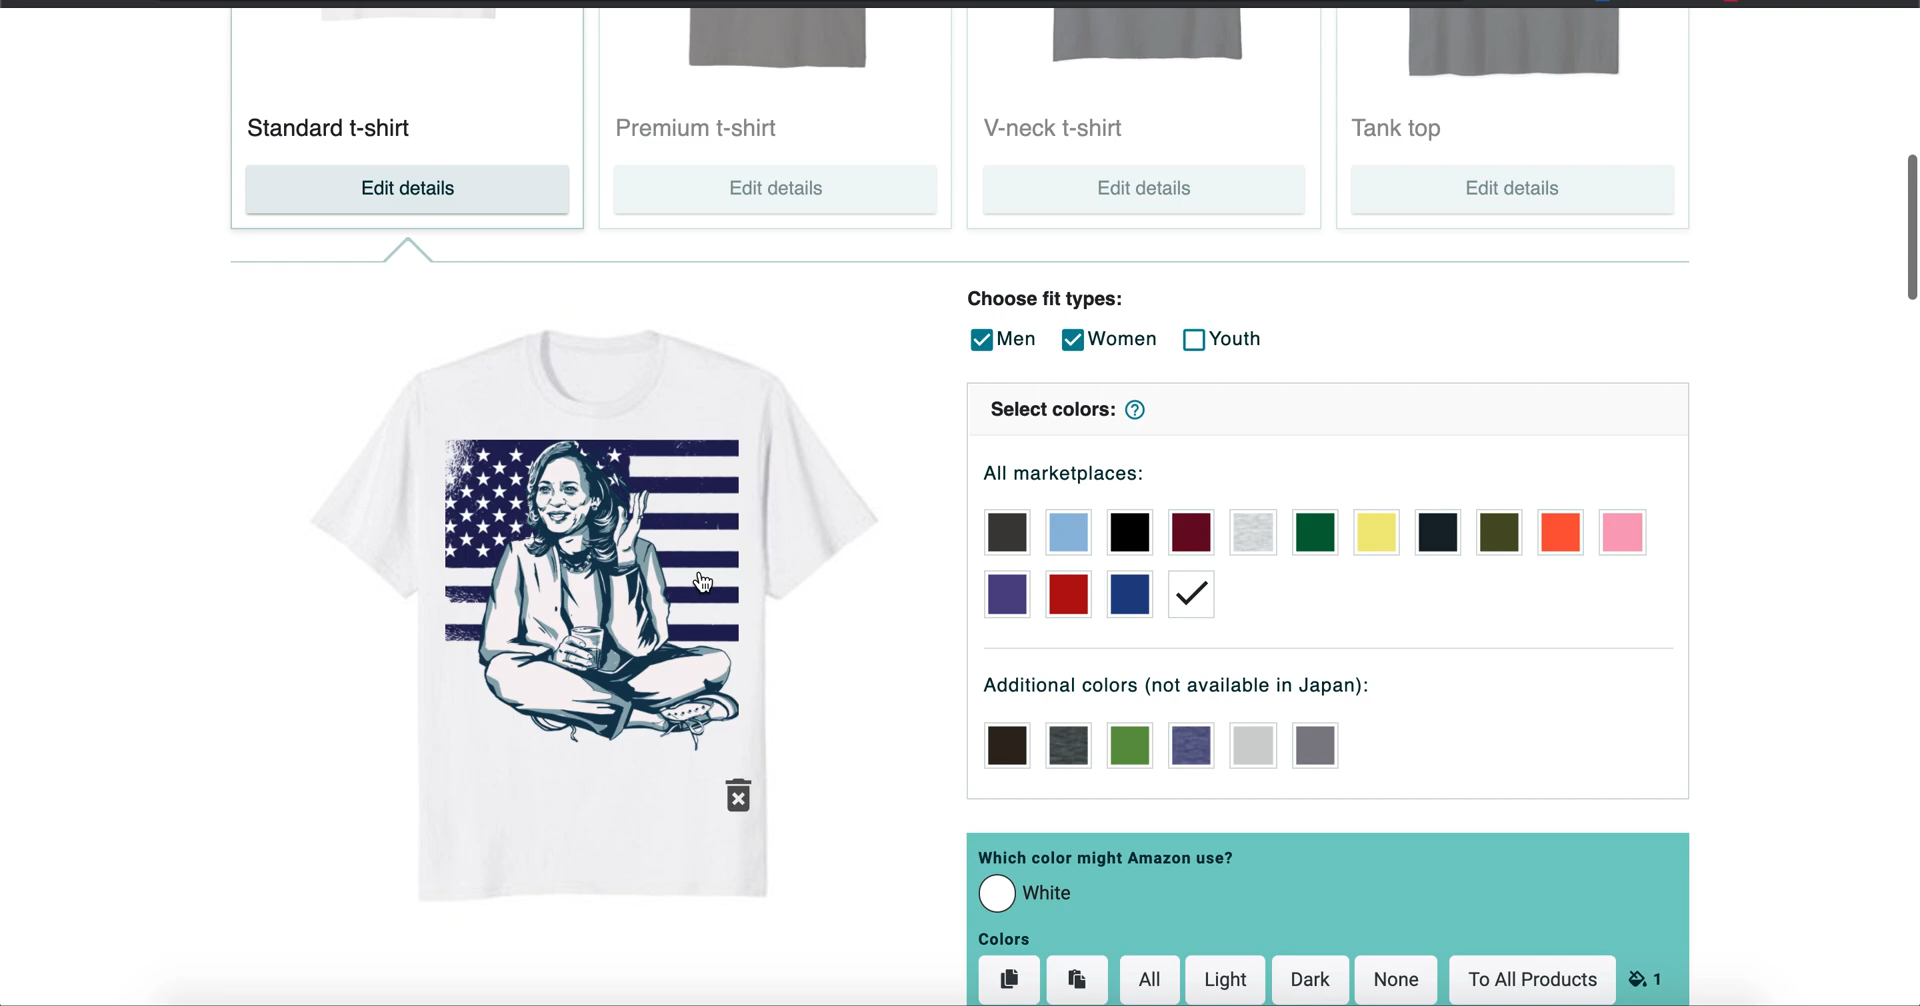 Standard t-shirt
Premium t-shirt
V-neck t-shirt
Tank top
Edit details
Edit details
Edit details
Edit details
Choose fit types:
Men
Women
Youth
Select colors:
All marketplaces:
Additional colors (not available in Japan):
Which color might Amazon use?
White
Colors
All
Light
Dark
None
To All Products
1